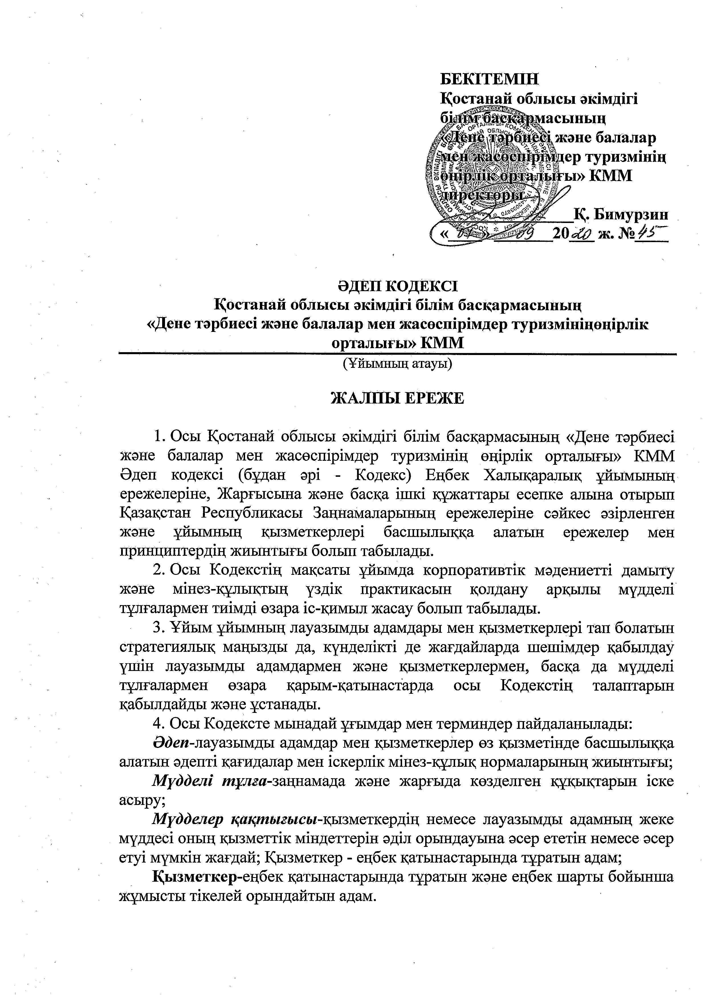 БЕКІТЕМІН
Қостанай облысы әкімдігі
білім басқармасының
«Дене тәрбиесі және балалар
мен жасөспірімдер туризмінің
өңірлік орталығы» КММ
директоры
Қ. Бимурзин
« 01 » 09 2020 ж. № 45
ӘДЕП КОДЕКСІ
Қостанай облысы әкімдігі білім басқармасының
«Дене тәрбиесі және балалар мен жасөспірімдер туризмініңөңірлік
орталығы» КММ
(Ұйымның атауы)
ЖАЛПЫ ЕРЕЖЕ
1. Осы Қостанай облысы әкімдігі білім басқармасының «Дене тәрбиесі
және балалар мен жасөспірімдер туризмінің өңірлік орталығы» КММ
Әдеп кодексі (бұдан әрі - Кодекс) Еңбек Халықаралық ұйымының
ережелеріне, Жарғысына және басқа ішкі құжаттары есепке алына отырып
Қазақстан Республикасы Заңнамаларының ережелеріне сәйкес әзірленген
және ұйымның қызметкерлері басшылыққа алатын ережелер мен
принциптердің жиынтығы болып табылады.
2. Осы Кодекстің мақсаты ұйымда корпоративтік мәдениетті дамыту
және мінез-құлықтың үздік практикасын қолдану арқылы мүдделі
тұлғалармен тиімді өзара іс-қимыл жасау болып табылады.
3. Ұйым ұйымның лауазымды адамдары мен қызметкерлері тап болатын
стратегиялық маңызды да, күнделікті де жағдайларда шешімдер қабылдау
үшін лауазымды адамдармен және қызметкерлермен, басқа да мүдделі
тұлғалармен өзара қарым-қатынастарда осы Кодекстің талаптарын
қабылдайды және ұстанады.
4. Осы Кодексте мынадай ұғымдар мен терминдер пайдаланылады:
Әдеп-лауазымды адамдар мен қызметкерлер өз қызметінде басшылыққа
алатын әдепті қағидалар мен іскерлік мінез-құлық нормаларының жиынтығы;
Мүдделі тұлға-заңнамада және жарғыда көзделген құқықтарын іске
асыру;
Мүдделер қақтығысы-қызметкердің немесе лауазымды адамның жеке
мүддесі оның қызметтік міндеттерін әділ орындауына әсер ететін немесе әсер
етуі мүмкін жағдай; Қызметкер - еңбек қатынастарында тұратын адам;
Қызметкер-еңбек қатынастарында тұратын және еңбек шарты бойынша
жұмысты тікелей орындайтын адам.